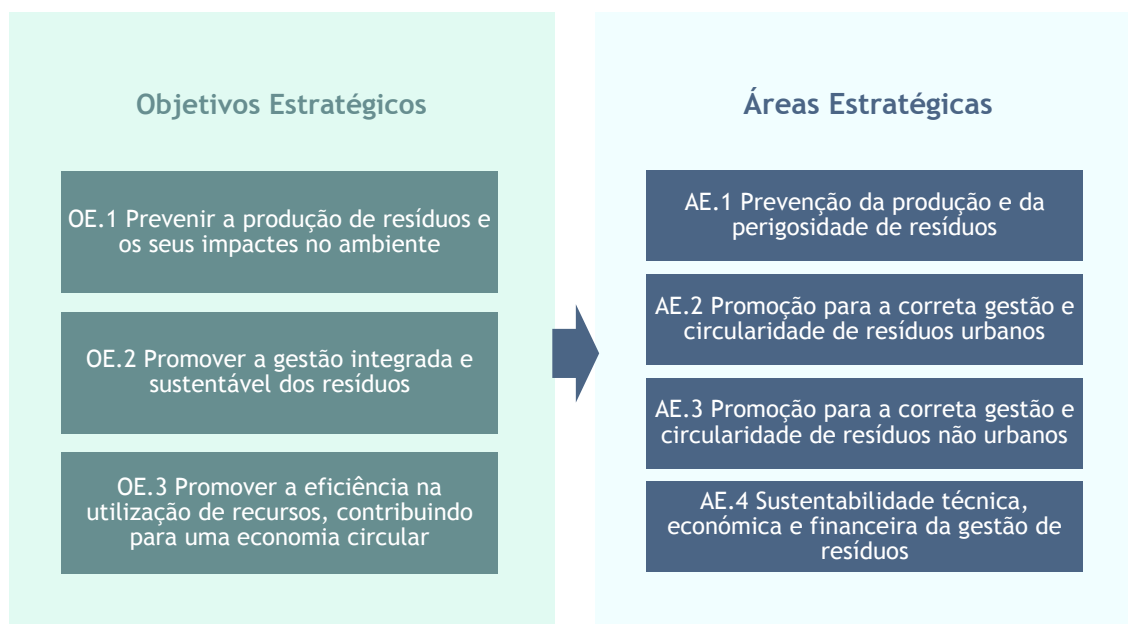 Objetivos Estratégicos
OE.1 Prevenir a produção de resíduos e
os seus impactes no ambiente
OE.2 Promover a gestão integrada e
sustentável dos resíduos
OE.3 Promover a eficiência na
utilização de recursos, contribuindo
para uma economia circular
Áreas Estratégicas
AE.1 Prevenção da produção e da
perigosidade de resíduos
AE.2 Promoção para a correta gestão e
circularidade de resíduos urbanos
AE.3 Promoção para a correta gestão e
circularidade de resíduos não urbanos
AE.4 Sustentabilidade técnica,
económica e financeira da gestão de
resíduos